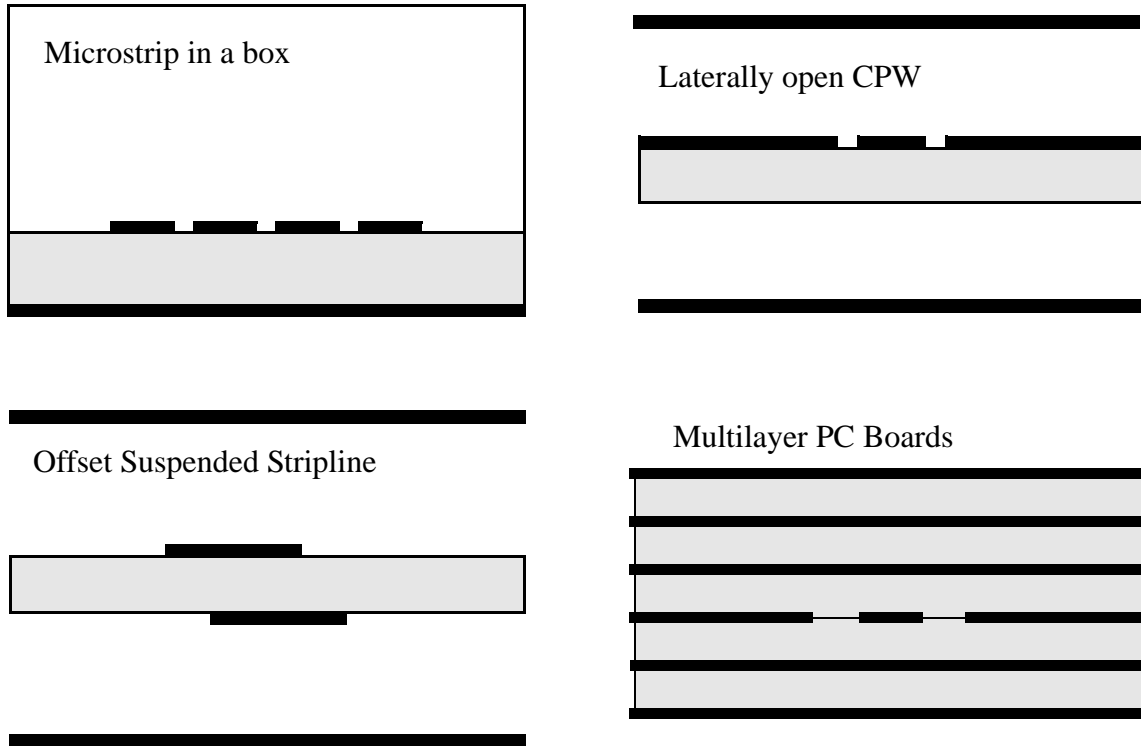 Microstrip in a box
Laterally open CPW
Offset Suspended Stripline
Multilayer PC Boards